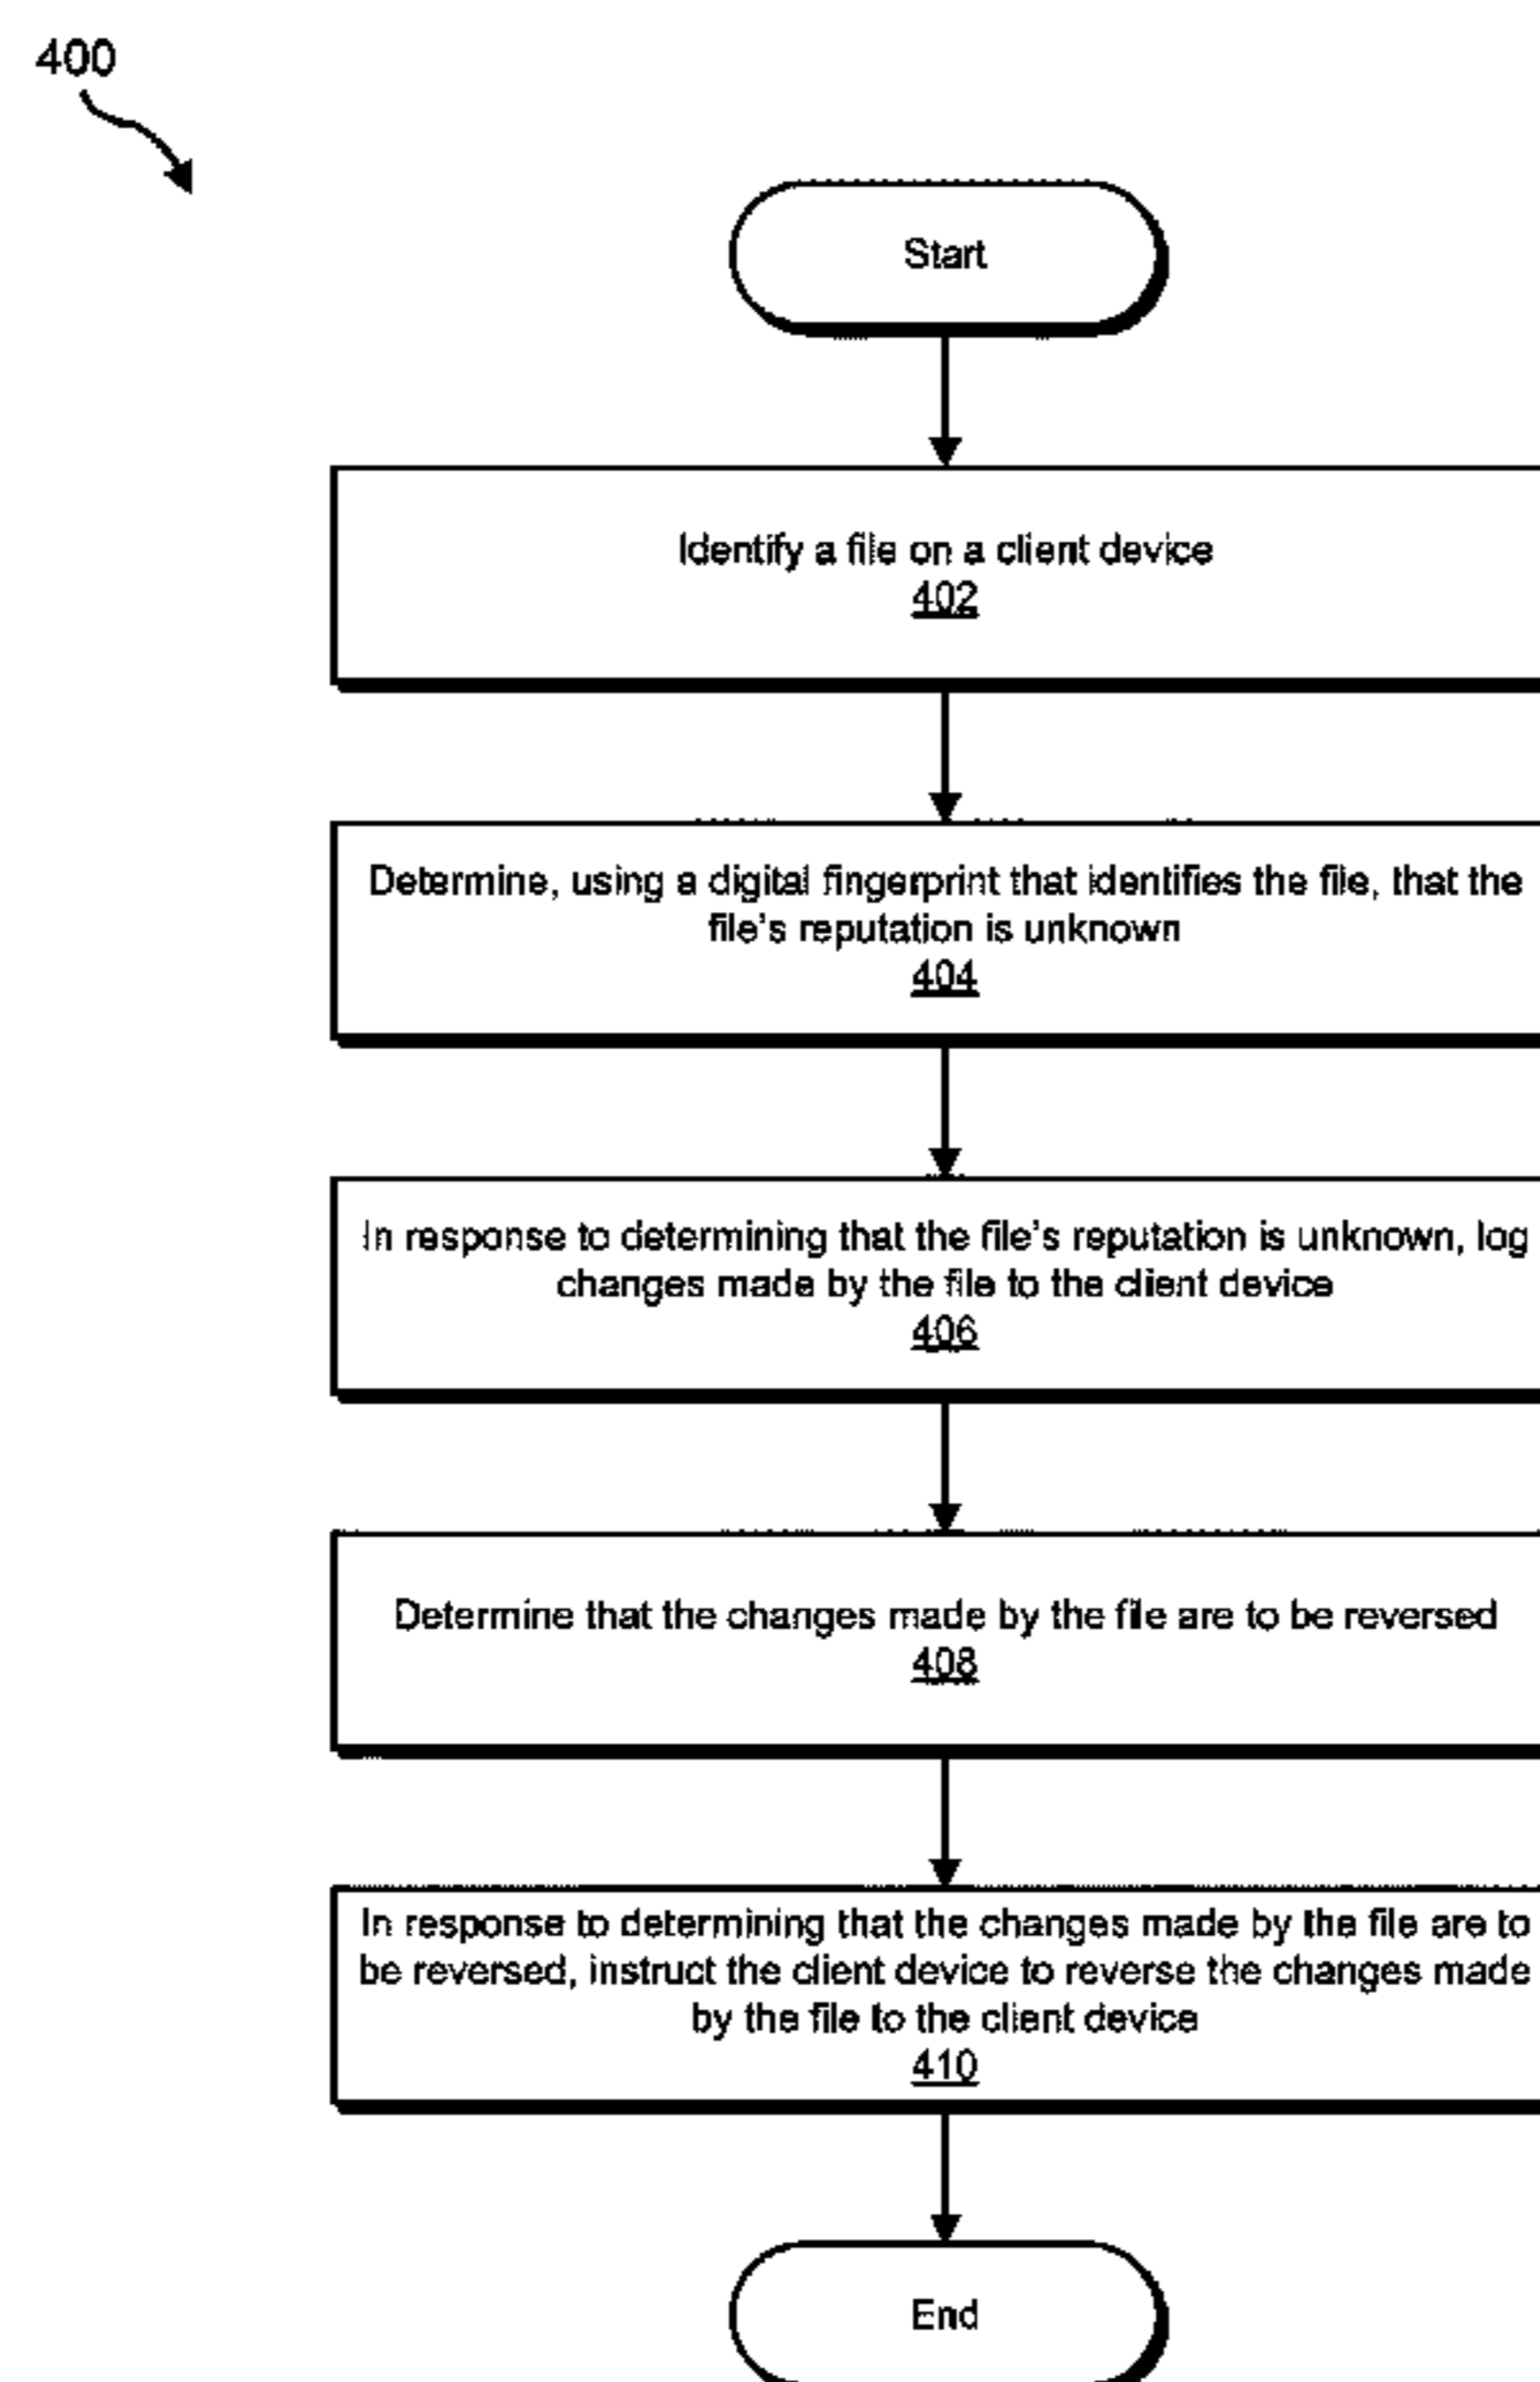 400
Start
Identify a file on a client device
402
Determine, using a digital fingerprint that identifies the file, that the
file's reputation is unknown
404
In response to determining that the file's reputation is unknown, log
changes made by the file to the client device
406
Determine that the changes made by the file are to be reversed
408
In response to determining that the changes made by the file are to
be reversed, instruct the client device to reverse the changes made
by the file to the client device
410
End